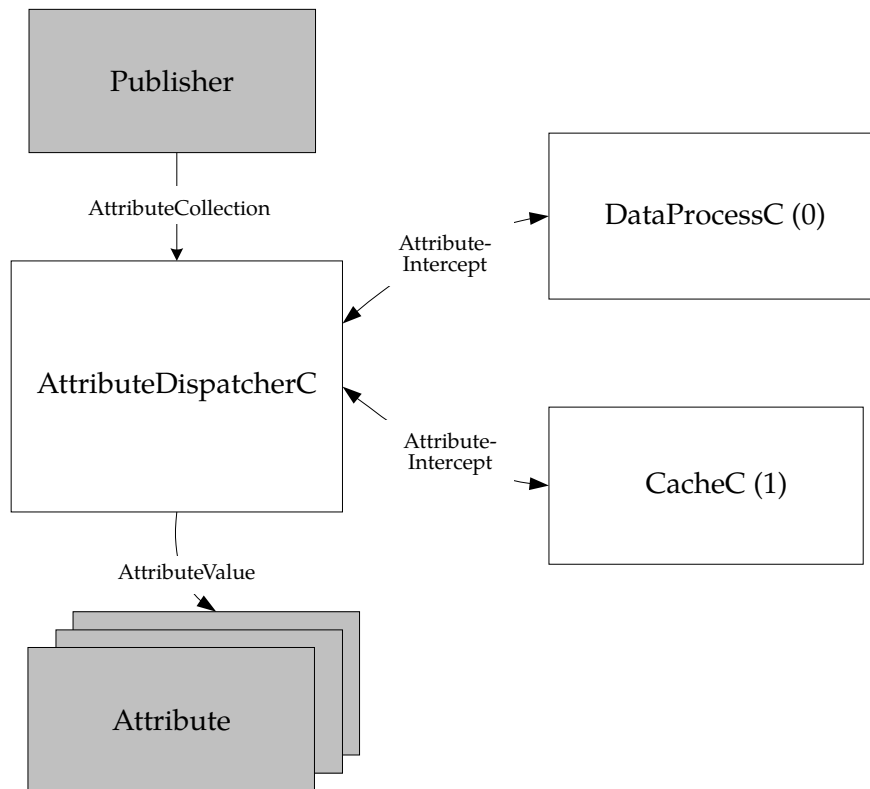 Publisher
AttributeCollection
DataProcessC (0)
Attribute-
Intercept
AttributeDispatcherC
Attribute-
Intercept
CacheC (1)
AttributeValue
Attribute